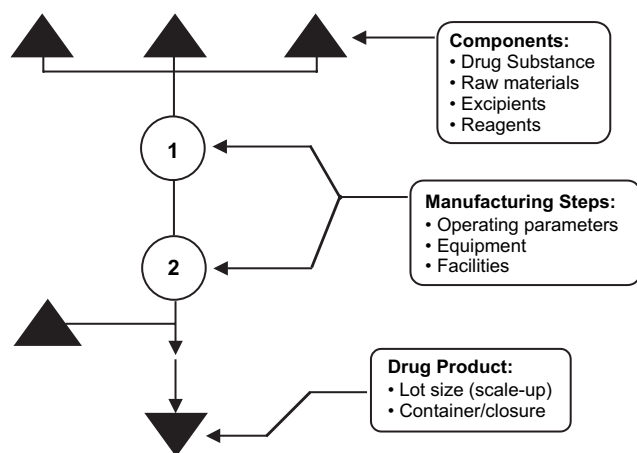 Components:
• Drug Substance
• Raw materials
• Excipients
• Reagents
1
Manufacturing Steps:
• Operating parameters
• Equipment
• Facilities
2
Drug Product:
• Lot size (scale-up)
• Container/closure